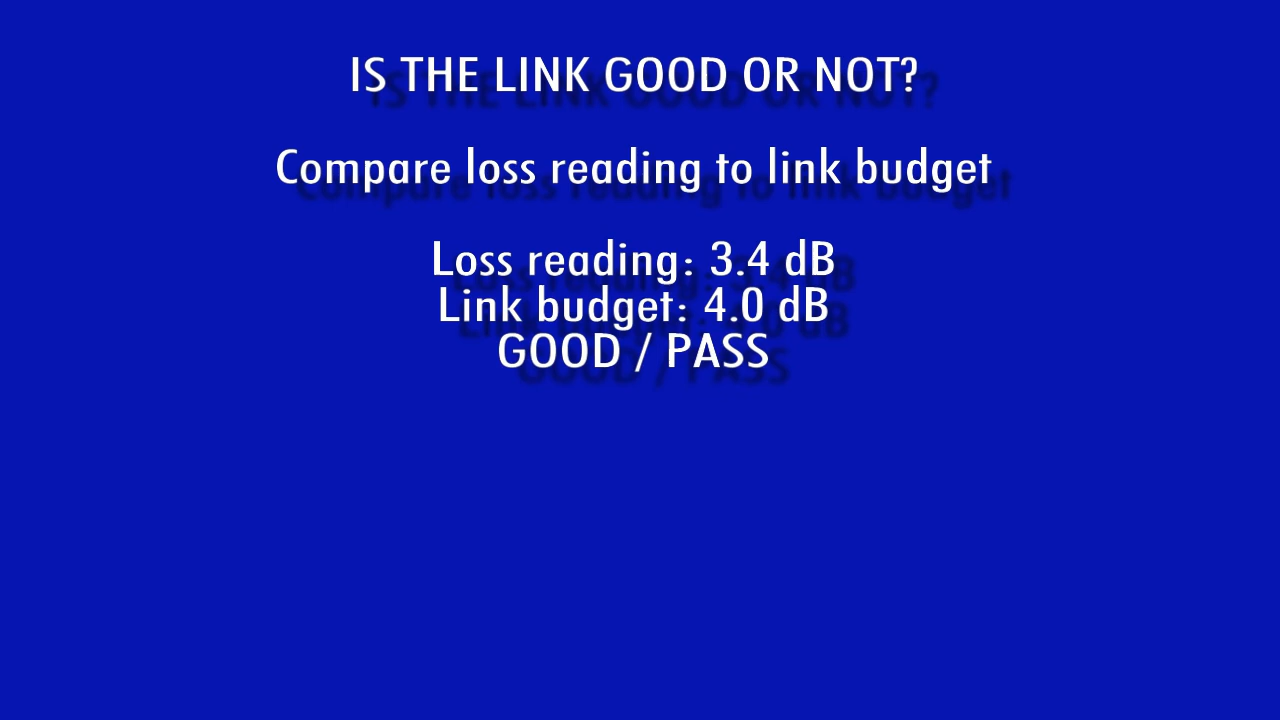 IS THE LINK GOOD OR NOT?
Compare loss reading to link budget
Loss reading: 3.4 dB
Link budget: 4.0 dB
GOOD / PASS